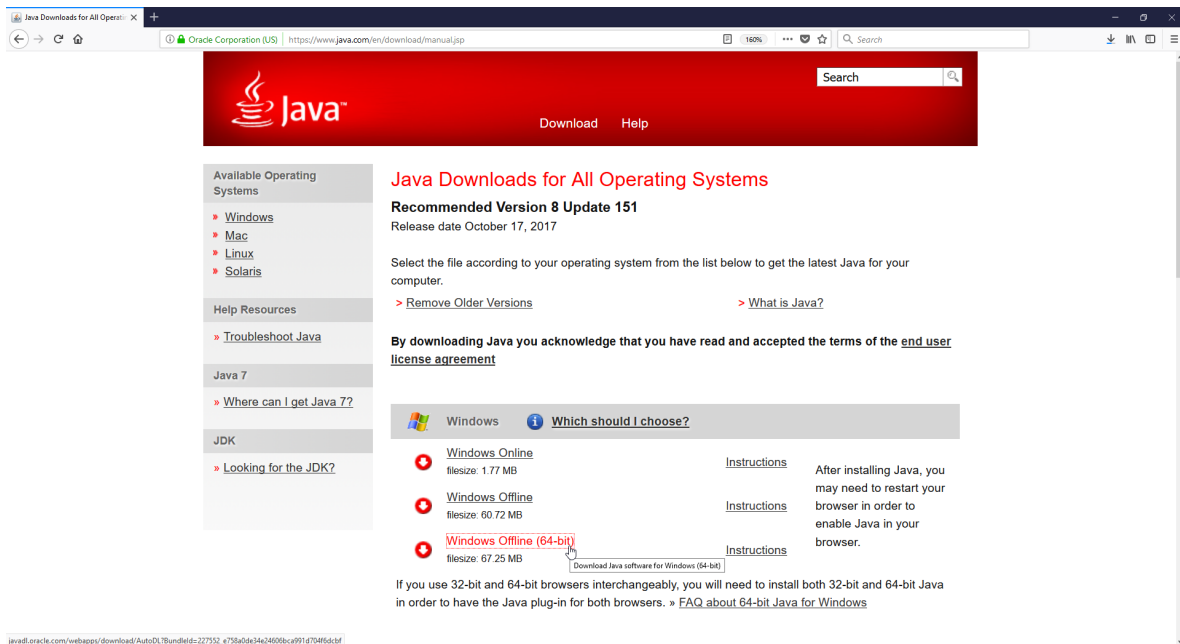 Java Downloads for All Operatin
Oracle Corporation (US)
https://www.java.com/en/download/manual.jsp
160%
Search
Java™
Search
Download Help
Available Operating
Systems
» Windows
» Mac
» Linux
» Solaris
Help Resources
» Troubleshoot Java
Java 7
» Where can I get Java 7?
JDK
» Looking for the JDK?
Java Downloads for All Operating Systems
Recommended Version 8 Update 151
Release date October 17, 2017
Select the file according to your operating system from the list below to get the latest Java for your
computer.
> Remove Older Versions > What is Java?
By downloading Java you acknowledge that you have read and accepted the terms of the end user
license agreement
Windows Which should I choose?
Windows Online
filesize: 1.77 MB
Instructions
Windows Offline
filesize: 60.72 MB
Instructions
Windows Offline (64-bit)
filesize: 67.25 MB
Instructions
After installing Java, you
may need to restart your
browser in order to
enable Java in your
browser.
Download Java software for Windows (64-bit)
If you use 32-bit and 64-bit browsers interchangeably, you will need to install both 32-bit and 64-bit Java
in order to have the Java plug-in for both browsers. » FAQ about 64-bit Java for Windows
javadl.oracle.com/webapps/download/AutoDL?BundleId=227552_e758a0de34e24606bca991d704f6dcbf